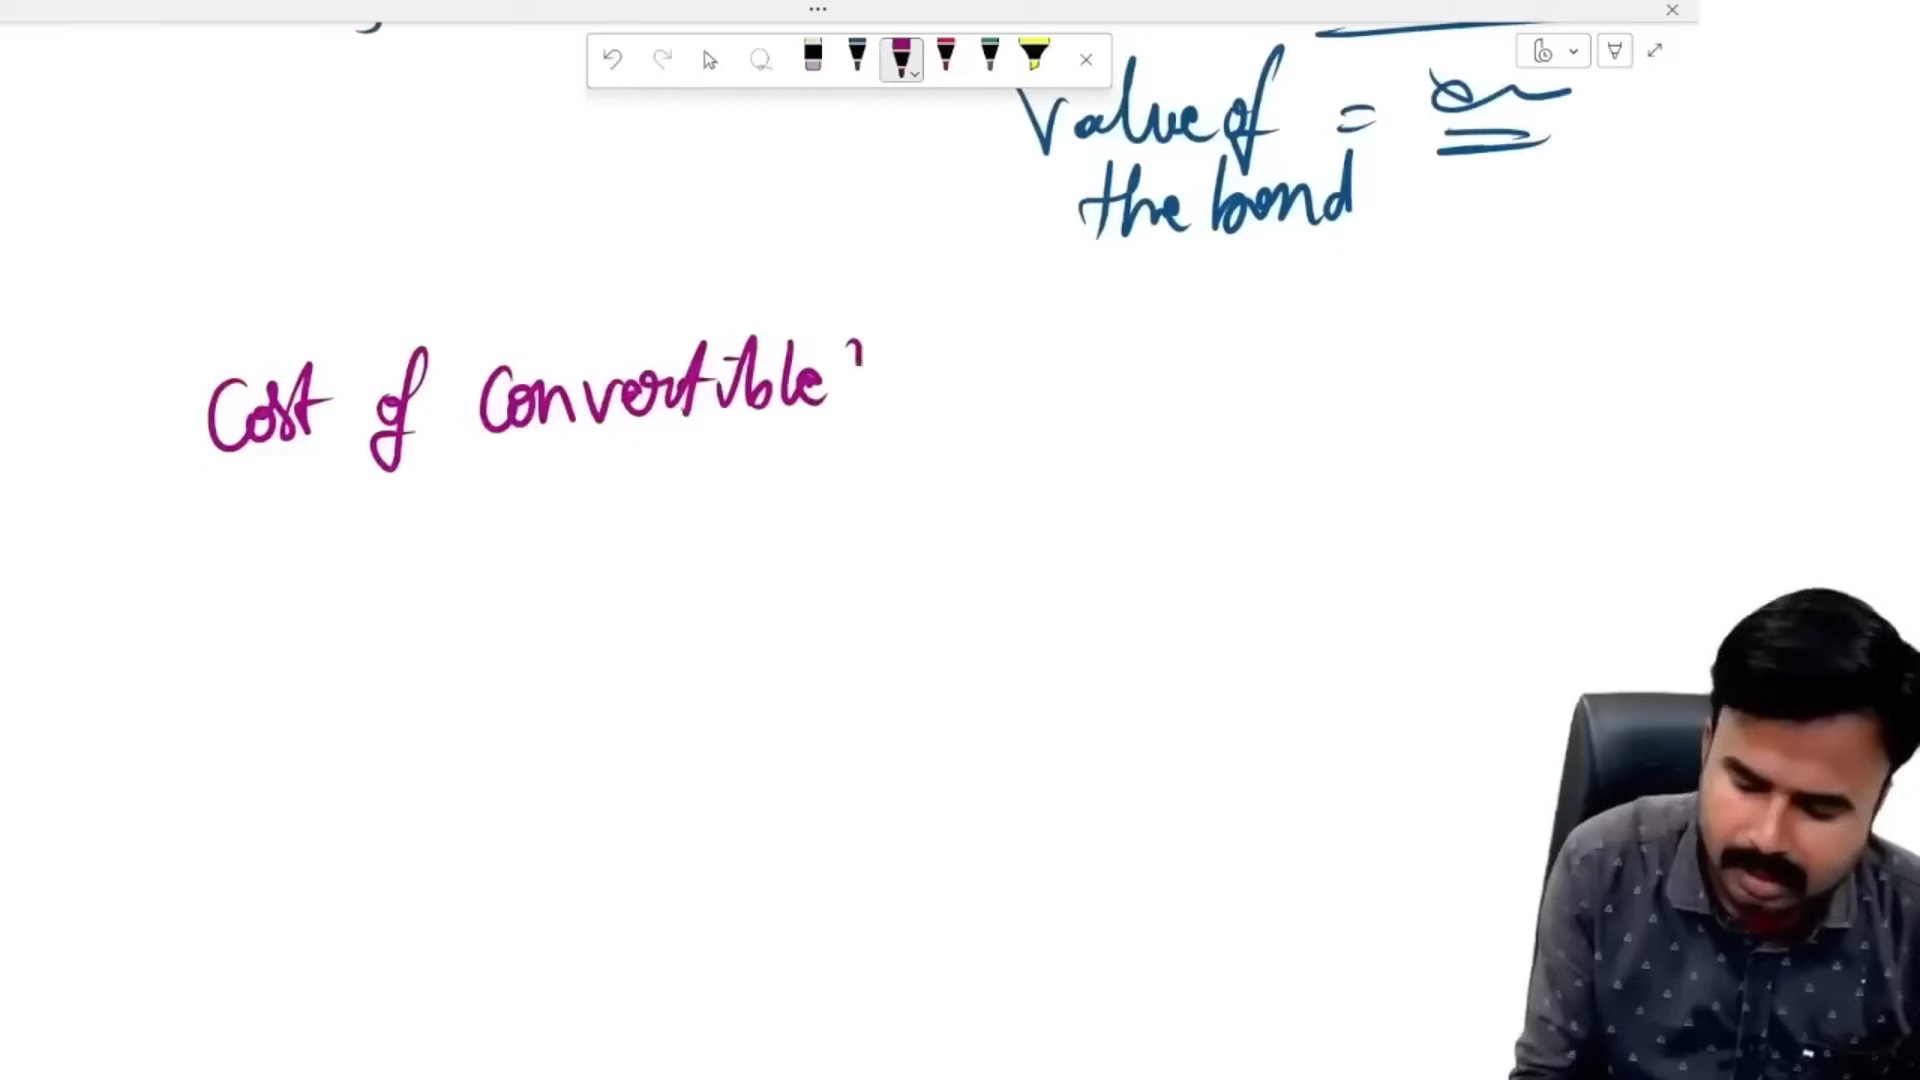 Value of =
the bond
Cost of Convertible